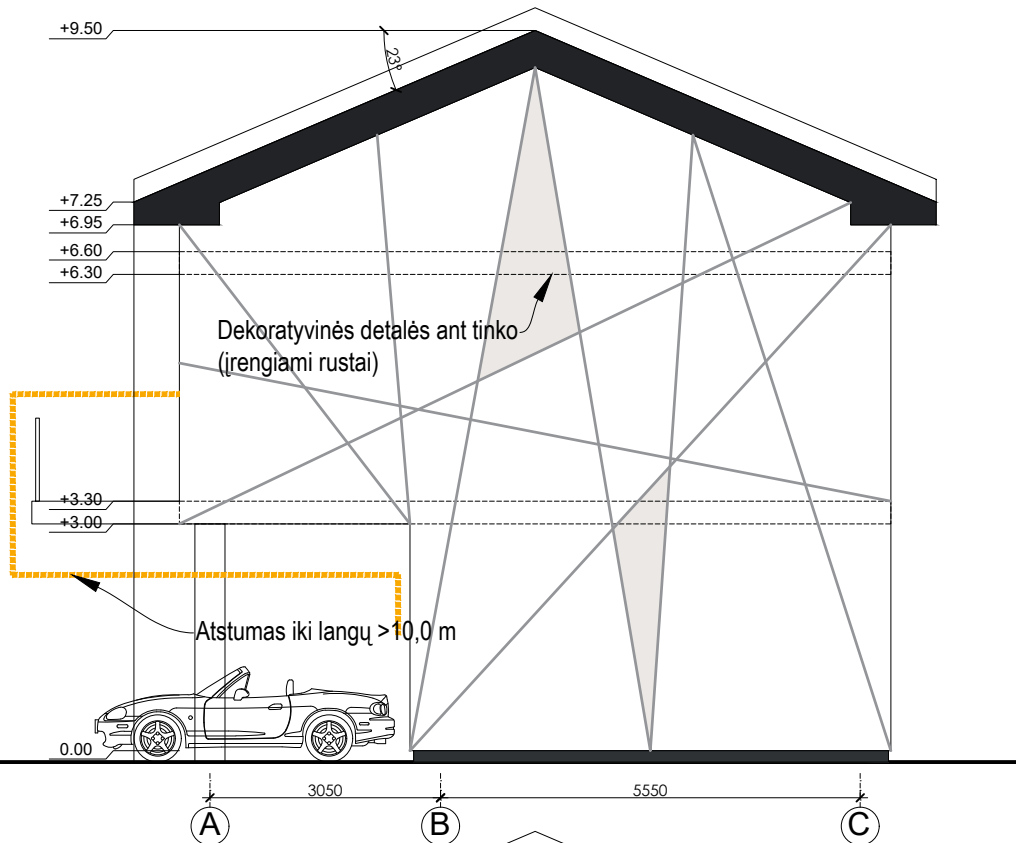 +9.50
23°
+7.25
+6.95
+6.60
+6.30
Dekoratyvinės detalės ant tinko
(įrengiami rustai)
+3.30
+3.00
Atstumas iki langų >10,0 m
0.00
3050
5550
A
B
C